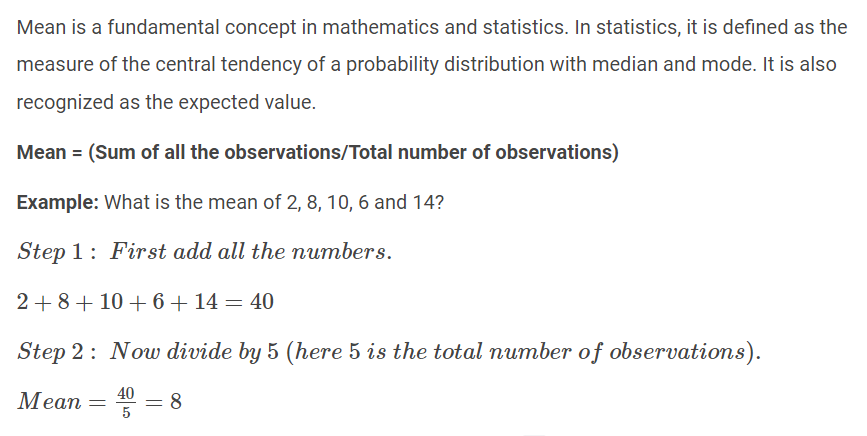 Mean is a fundamental concept in mathematics and statistics. In statistics, it is defined as the
measure of the central tendency of a probability distribution with median and mode. It is also
recognized as the expected value.
Mean = (Sum of all the observations/Total number of observations)
Example: What is the mean of 2, 8, 10, 6 and 14?
Step 1 : First add all the numbers.
2 + 8 + 10 + 6 + 14 = 40
Step 2 : Now divide by 5 (here 5 is the total number of observations).
Mean = 40/5 = 8